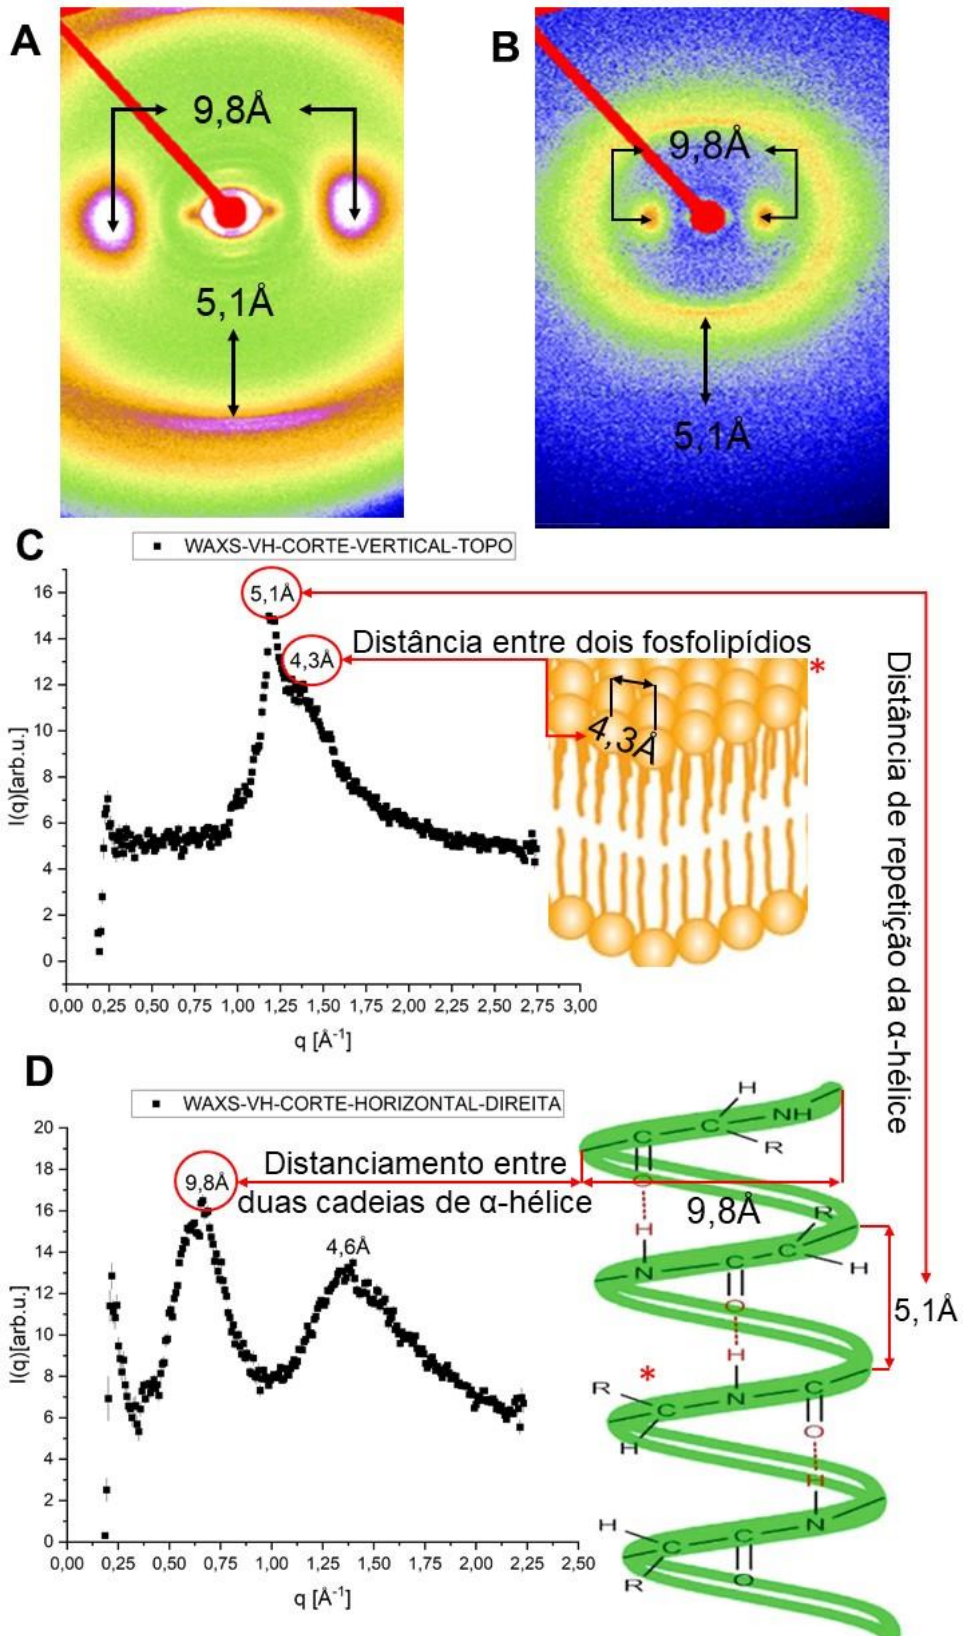 A
B
9,8Å
9,8Å
5,1Å
5,1Å
C
WAXS-VH-CORTE-VERTICAL-TOPO
5,1Å
4,3Å
Distância entre dois fosfolipídios
*
4,3Å
Distância de repetição da α-hélice
I(q)[arb.u.]
16
14
12
10
8
6
4
2
0
0,00 0,25 0,50 0,75 1,00 1,25 1,50 1,75 2,00 2,25 2,50 2,75 3,00
q [Å-1]
D
WAXS-VH-CORTE-HORIZONTAL-DIREITA
9,8Å
Distanciamento entre
duas cadeias de α-hélice
4,6Å
I(q)[arb.u.]
20
18
16
14
12
10
8
6
4
2
0
0,00 0,25 0,50 0,75 1,00 1,25 1,50 1,75 2,00 2,25 2,50
q [Å-1]
H
C C NH
R
O
9,8Å
H
R
N C C
H
O
5,1Å
H
*
R
C N C
H
O
H
H
C C N
R
O